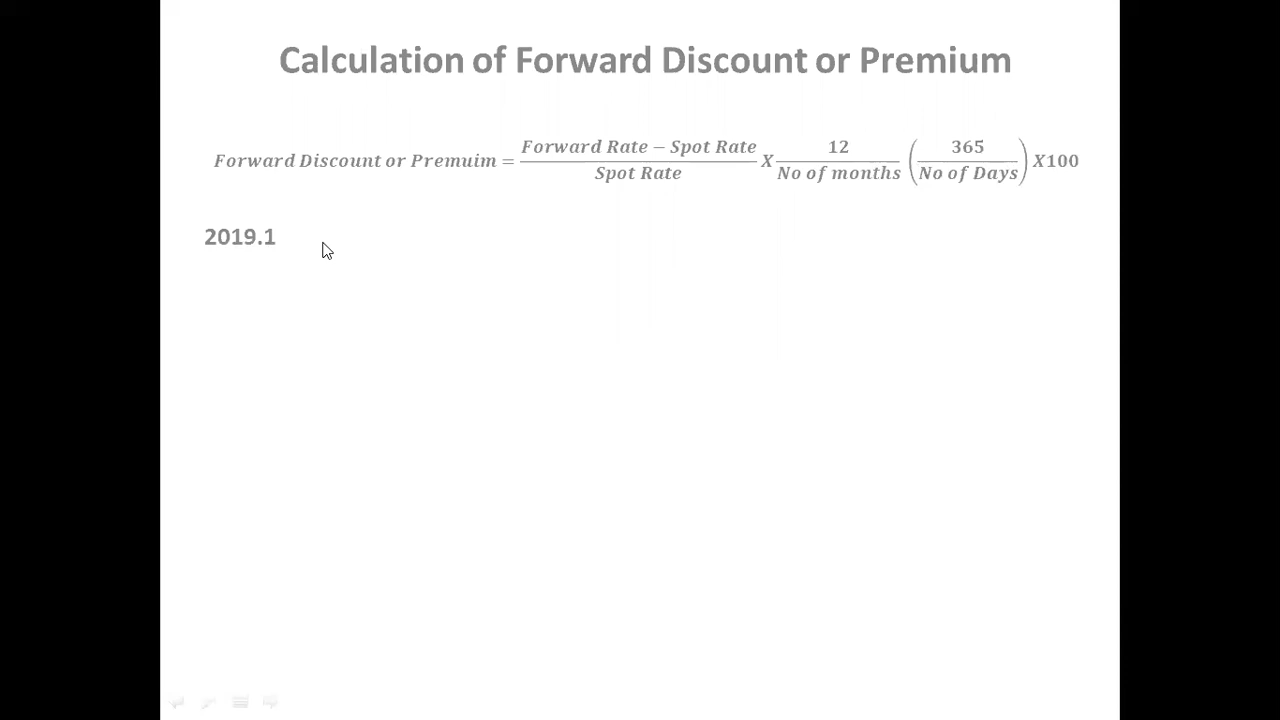 Calculation of Forward Discount or Premium
Forward Discount or Premuim = Forward Rate − Spot Rate / Spot Rate X 12 / No of months (365 / No of Days) X100
2019.1